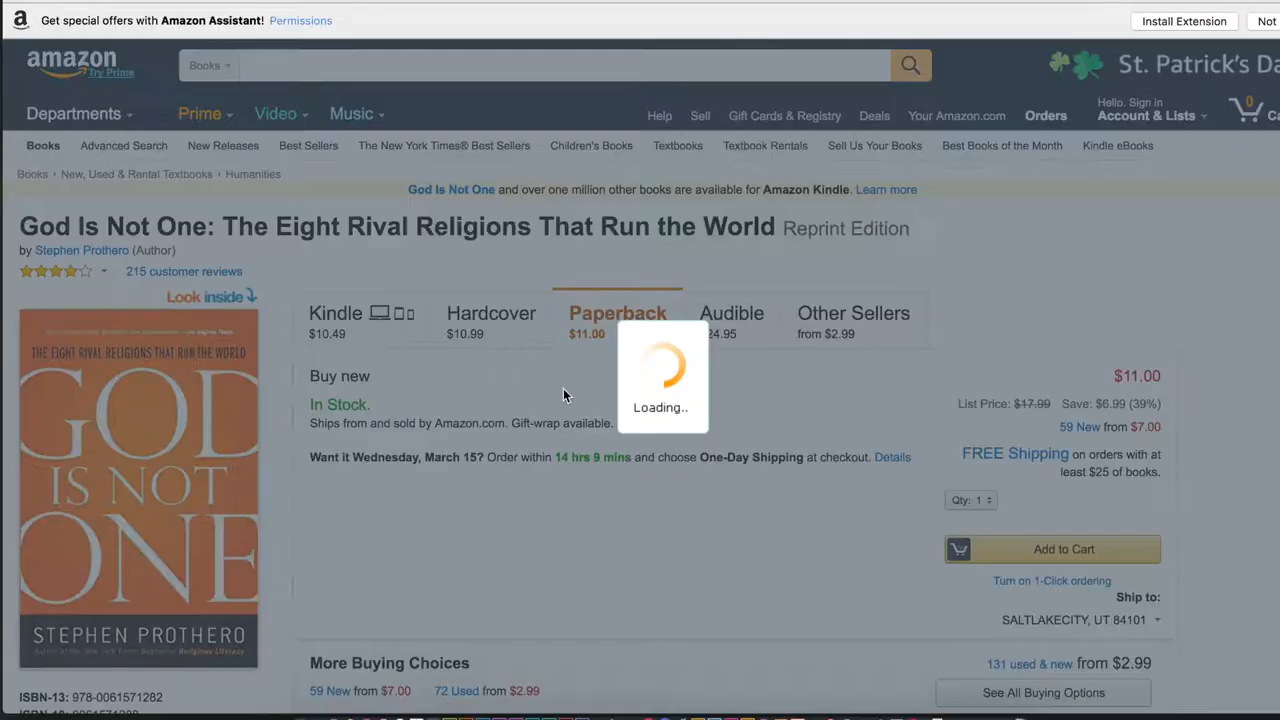 Get special offers with Amazon Assistant! Permissions
Install Extension
Not
amazon
Try Prime
Books
St. Patrick's Da
Departments
Prime
Video
Music
Help
Sell
Gift Cards & Registry
Deals
Your Amazon.com
Orders
Hello. Sign in
Account & Lists
0
Ca
Books
Advanced Search
New Releases
Best Sellers
The New York Times® Best Sellers
Children's Books
Textbooks
Textbook Rentals
Sell Us Your Books
Best Books of the Month
Kindle eBooks
Books › New, Used & Rental Textbooks › Humanities
God Is Not One and over one million other books are available for Amazon Kindle. Learn more
God Is Not One: The Eight Rival Religions That Run the World Reprint Edition
by Stephen Prothero (Author)
215 customer reviews
Look inside
THE EIGHT RIVAL RELIGIONS THAT RUN THE WORLD
GOD
IS NOT
ONE
STEPHEN PROTHERO
Kindle
$10.49
Hardcover
$10.99
Paperback
$11.00
Audible
24.95
Other Sellers
from $2.99
Loading..
Buy new
$11.00
In Stock.
List Price: $17.99 Save: $6.99 (39%)
Ships from and sold by Amazon.com. Gift-wrap available.
59 New from $7.00
Want it Wednesday, March 15? Order within 14 hrs 9 mins and choose One-Day Shipping at checkout. Details
FREE Shipping on orders with at
least $25 of books.
Qty: 1
Add to Cart
Turn on 1-Click ordering
Ship to:
SALTLAKECITY, UT 84101
More Buying Choices
131 used & new from $2.99
59 New from $7.00
72 Used from $2.99
See All Buying Options
ISBN-13: 978-0061571282